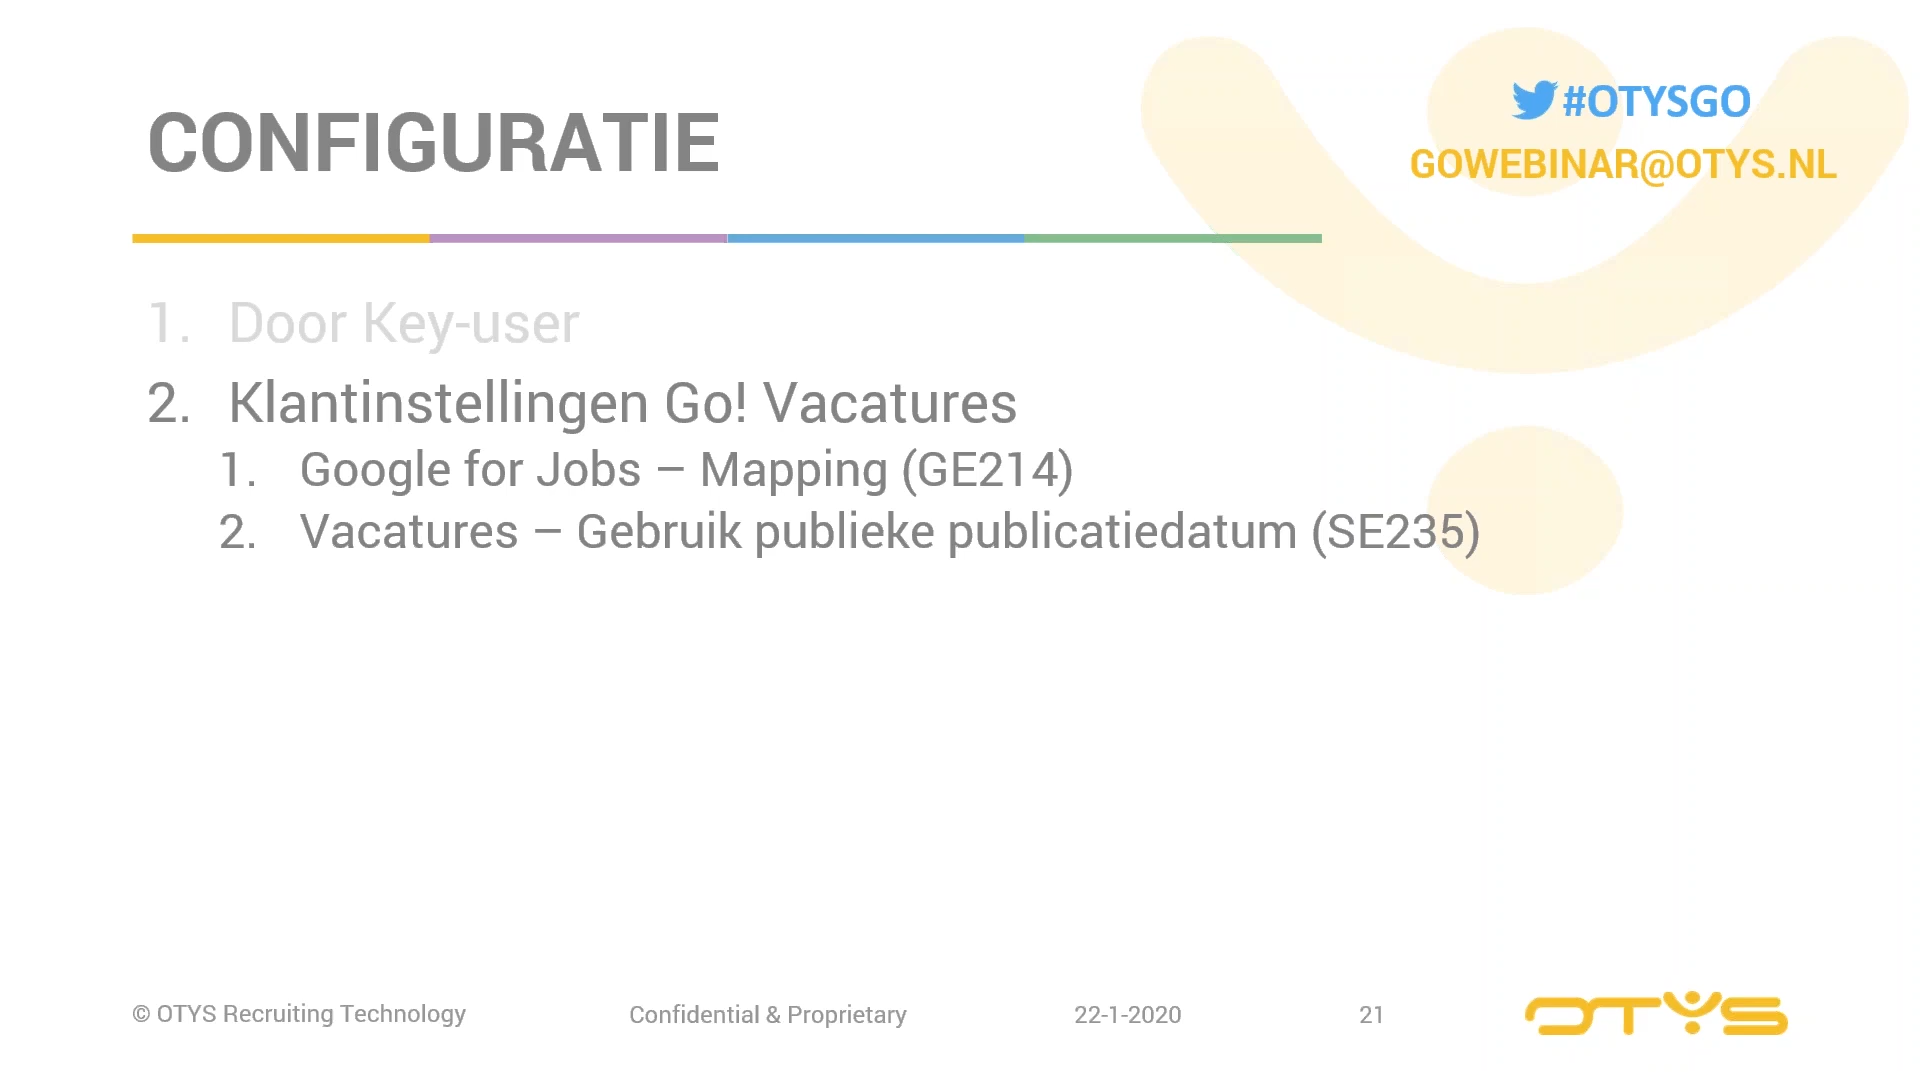 CONFIGURATIE
#OTYSGO
GOWEBINAR@OTYS.NL
1. Door Key-user
2. Klantinstellingen Go! Vacatures
1. Google for Jobs – Mapping (GE214)
2. Vacatures – Gebruik publieke publicatiedatum (SE235)
© OTYS Recruiting Technology
Confidential & Proprietary
22-1-2020
21
OTYS